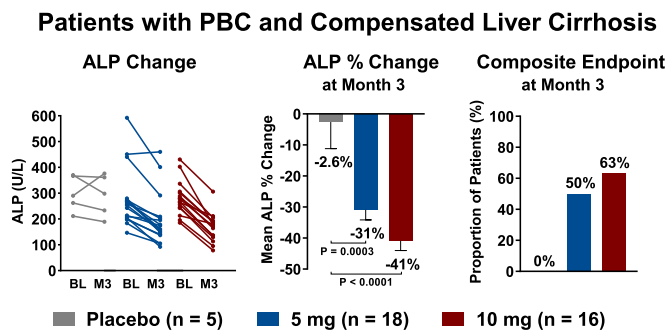 Patients with PBC and Compensated Liver Cirrhosis
ALP Change
ALP (U/L)
600
500
400
300
200
100
0
BL M3 BL M3 BL M3
ALP % Change
at Month 3
Mean ALP % Change
0
-10
-20
-30
-40
-50
-2.6%
-31%
-41%
P = 0.0003
P < 0.0001
Composite Endpoint
at Month 3
Proportion of Patients (%)
100
80
60
40
20
0
0%
50%
63%
Placebo (n = 5) 5 mg (n = 18) 10 mg (n = 16)